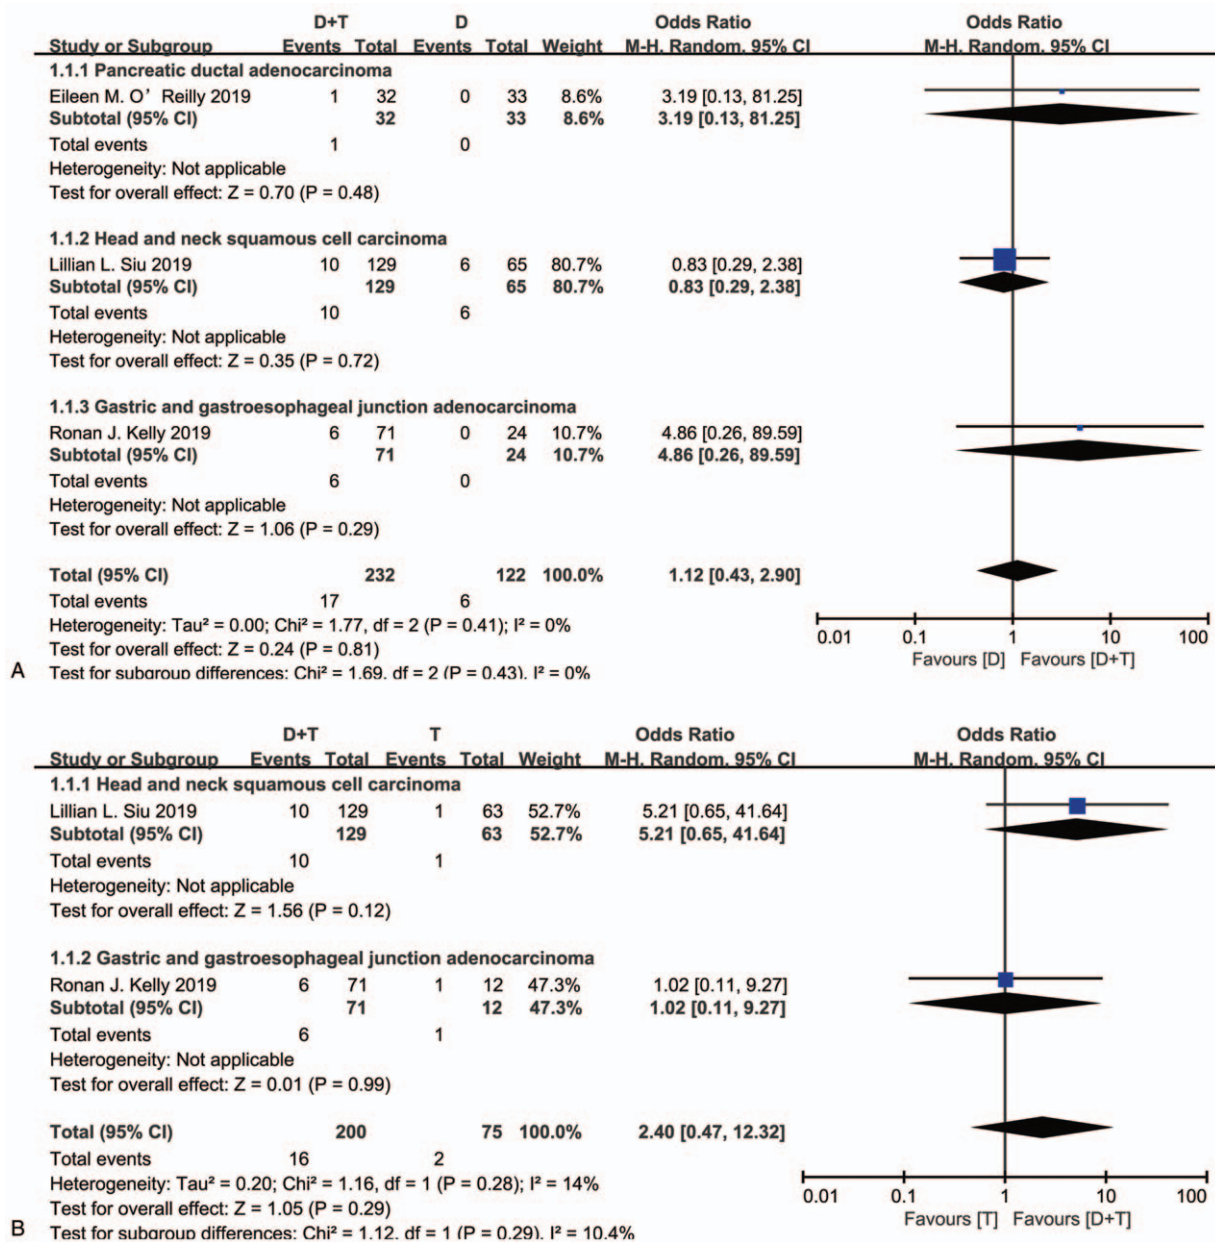 D+T D Odds Ratio Odds Ratio
Study or Subgroup Events Total Events Total Weight M-H. Random. 95% CI M-H. Random. 95% CI
1.1.1 Pancreatic ductal adenocarcinoma
Eileen M. O’ Reilly 2019 1 32 0 33 8.6% 3.19 [0.13, 81.25]
Subtotal (95% CI) 32 33 8.6% 3.19 [0.13, 81.25]
Total events 1 0
Heterogeneity: Not applicable
Test for overall effect: Z = 0.70 (P = 0.48)
1.1.2 Head and neck squamous cell carcinoma
Lillian L. Siu 2019 10 129 6 65 80.7% 0.83 [0.29, 2.38]
Subtotal (95% CI) 129 65 80.7% 0.83 [0.29, 2.38]
Total events 10 6
Heterogeneity: Not applicable
Test for overall effect: Z = 0.35 (P = 0.72)
1.1.3 Gastric and gastroesophageal junction adenocarcinoma
Ronan J. Kelly 2019 6 71 0 24 10.7% 4.86 [0.26, 89.59]
Subtotal (95% CI) 71 24 10.7% 4.86 [0.26, 89.59]
Total events 6 0
Heterogeneity: Not applicable
Test for overall effect: Z = 1.06 (P = 0.29)
Total (95% CI) 232 122 100.0% 1.12 [0.43, 2.90]
Total events 17 6
Heterogeneity: Tau² = 0.00; Chi² = 1.77, df = 2 (P = 0.41); I² = 0%
Test for overall effect: Z = 0.24 (P = 0.81)
Test for subgroup differences: Chi² = 1.69. df = 2 (P = 0.43). I² = 0%
0.01 0.1 1 10 100
Favours [D] Favours [D+T]
A
D+T T Odds Ratio Odds Ratio
Study or Subgroup Events Total Events Total Weight M-H. Random. 95% CI M-H. Random. 95% CI
1.1.1 Head and neck squamous cell carcinoma
Lillian L. Siu 2019 10 129 1 63 52.7% 5.21 [0.65, 41.64]
Subtotal (95% CI) 129 63 52.7% 5.21 [0.65, 41.64]
Total events 10 1
Heterogeneity: Not applicable
Test for overall effect: Z = 1.56 (P = 0.12)
1.1.2 Gastric and gastroesophageal junction adenocarcinoma
Ronan J. Kelly 2019 6 71 1 12 47.3% 1.02 [0.11, 9.27]
Subtotal (95% CI) 71 12 47.3% 1.02 [0.11, 9.27]
Total events 6 1
Heterogeneity: Not applicable
Test for overall effect: Z = 0.01 (P = 0.99)
Total (95% CI) 200 75 100.0% 2.40 [0.47, 12.32]
Total events 16 2
Heterogeneity: Tau² = 0.20; Chi² = 1.16, df = 1 (P = 0.28); I² = 14%
Test for overall effect: Z = 1.05 (P = 0.29)
Test for subgroup differences: Chi² = 1.12. df = 1 (P = 0.29). I² = 10.4%
0.01 0.1 1 10 100
Favours [T] Favours [D+T]
B